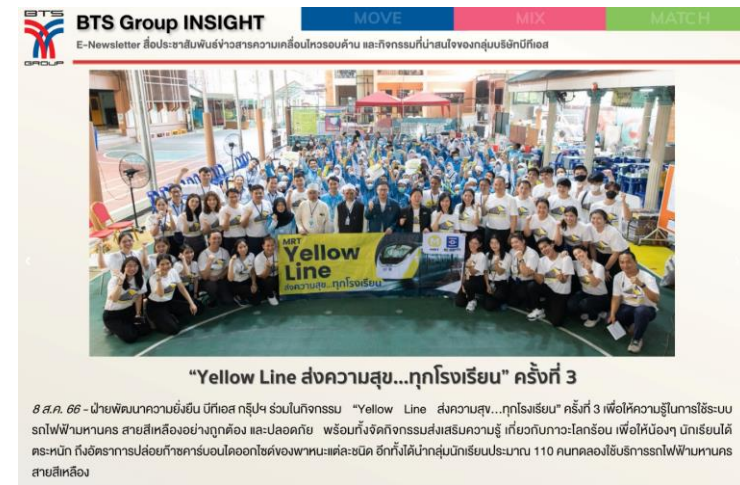 BTS
GROUP
BTS Group INSIGHT
MOVE
MIX
MATCH
E-Newsletter สื่อประชาสัมพันธ์ข่าวสารความเคลื่อนไหวรอบด้าน และกิจกรรมที่น่าสนใจของกลุ่มบริษัทบีทีเอส
MRT
Yellow
Line
ส่งความสุข...ทุกโรงเรียน
“Yellow Line ส่งความสุข...ทุกโรงเรียน” ครั้งที่ 3
8 ส.ค. 66 - ฝ่ายพัฒนาความยั่งยืน บีทีเอส กรุ๊ปฯ ร่วมในกิจกรรม “Yellow Line ส่งความสุข...ทุกโรงเรียน” ครั้งที่ 3 เพื่อให้ความรู้ในการใช้ระบบ
รถไฟฟ้ามหานคร สายสีเหลืองอย่างถูกต้อง และปลอดภัย พร้อมทั้งจัดกิจกรรมส่งเสริมความรู้ เกี่ยวกับภาวะโลกร้อน เพื่อให้น้องๆ นักเรียนได้
ตระหนัก ถึงอัตราการปล่อยก๊าซคาร์บอนไดออกไซด์ของพาหนะแต่ละชนิด อีกทั้งได้นำกลุ่มนักเรียนประมาณ 110 คนทดลองใช้บริการรถไฟฟ้ามหานคร
สายสีเหลือง